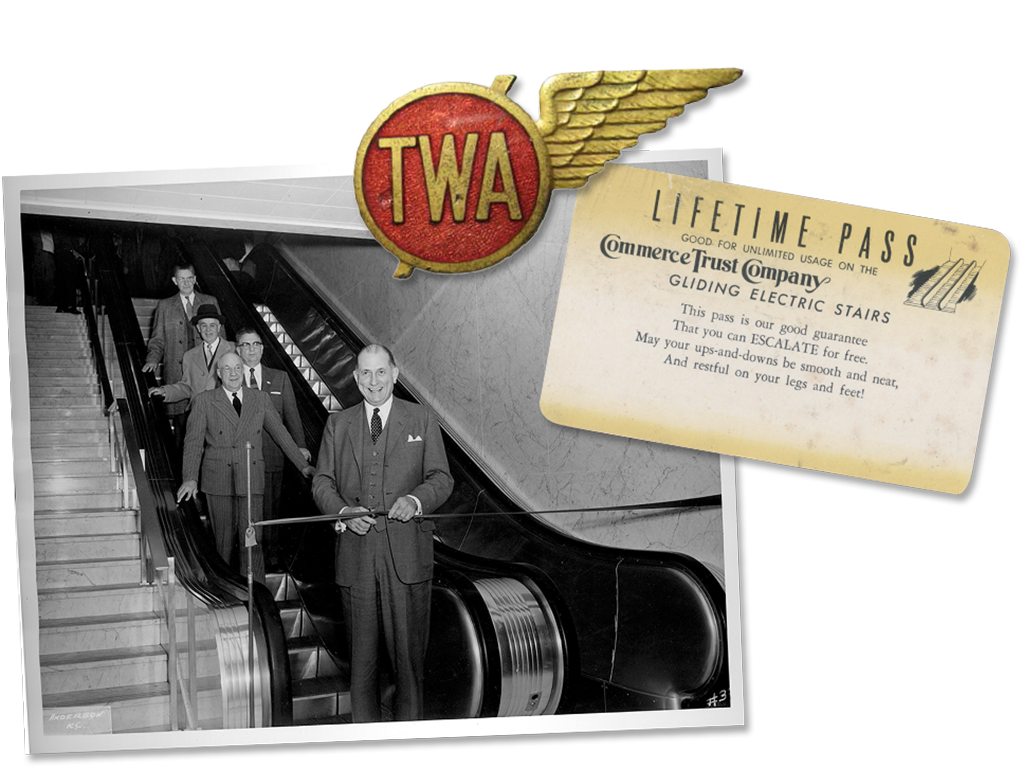 TWA
LIFETIME PASS
GOOD FOR UNLIMITED USAGE ON THE
Commerce Trust Company
GLIDING ELECTRIC STAIRS
This pass is our good guarantee
That you can ESCALATE for free.
May your ups-and-downs be smooth and neat,
And restful on your legs and feet!
#3
ANDERSON
K.C.